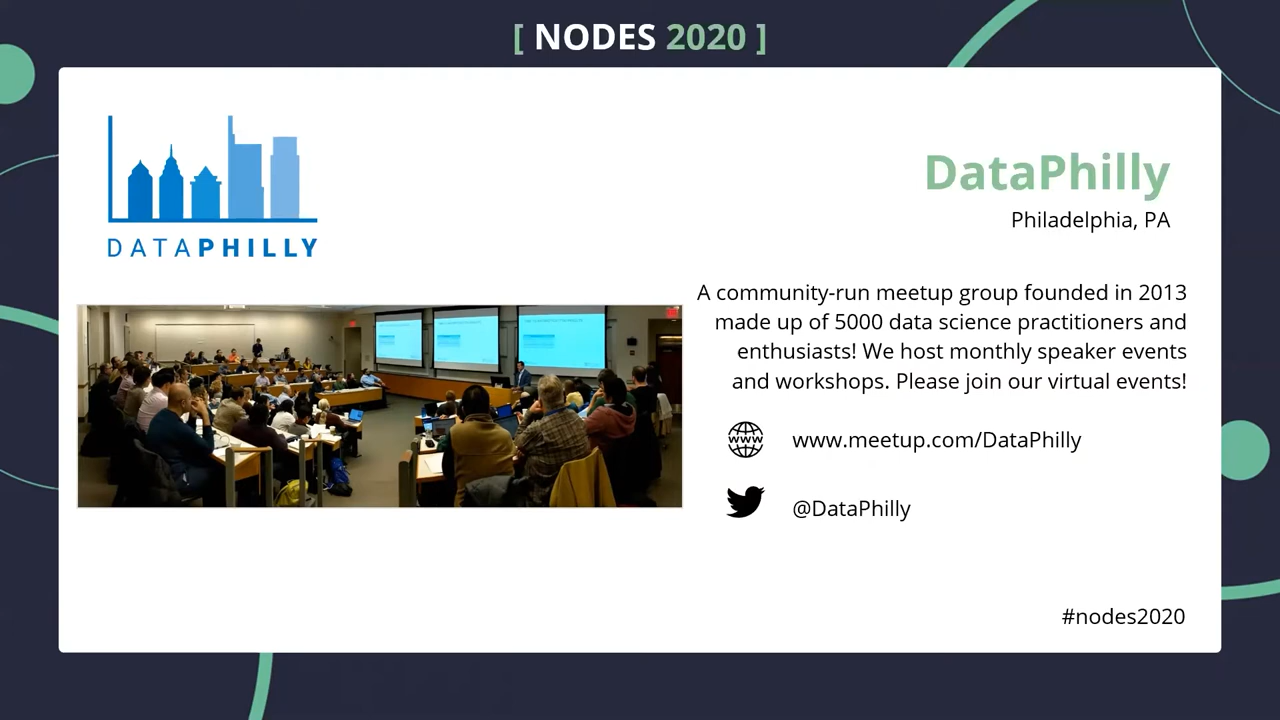 [ NODES 2020 ]
DATAPHILLY
DataPhilly
Philadelphia, PA
A community-run meetup group founded in 2013
made up of 5000 data science practitioners and
enthusiasts! We host monthly speaker events
and workshops. Please join our virtual events!
WWW
www.meetup.com/DataPhilly
@DataPhilly
#nodes2020